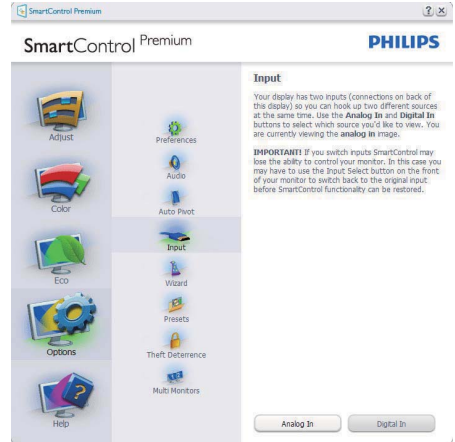 SmartControl Premium
SmartControl Premium
PHILIPS
Adjust
Color
Eco
Options
Help
Preferences
Audio
Auto Pivot
Input
Wizard
Presets
Theft Deterrence
Multi Monitors
Input
Your display has two inputs (connections on back of
this display) so you can hook up two different sources
at the same time. Use the Analog In and Digital In
buttons to select which source you'd like to view. You
are currently viewing the analog in image.
IMPORTANT! If you switch inputs SmartControl may
lose the ability to control your monitor. In this case you
may have to use the Input Select button on the front
of your monitor to switch back to the original input
before SmartControl functionality can be restored.
Analog In
Digital In